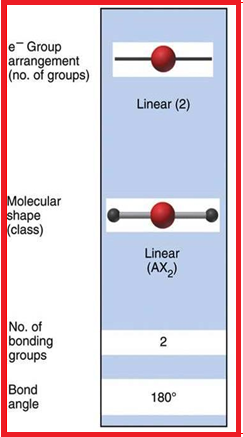 e⁻ Group
arrangement
(no. of groups)
Linear (2)
Molecular
shape
(class)
Linear
(AX₂)
No. of
bonding
groups
2
Bond
angle
180°